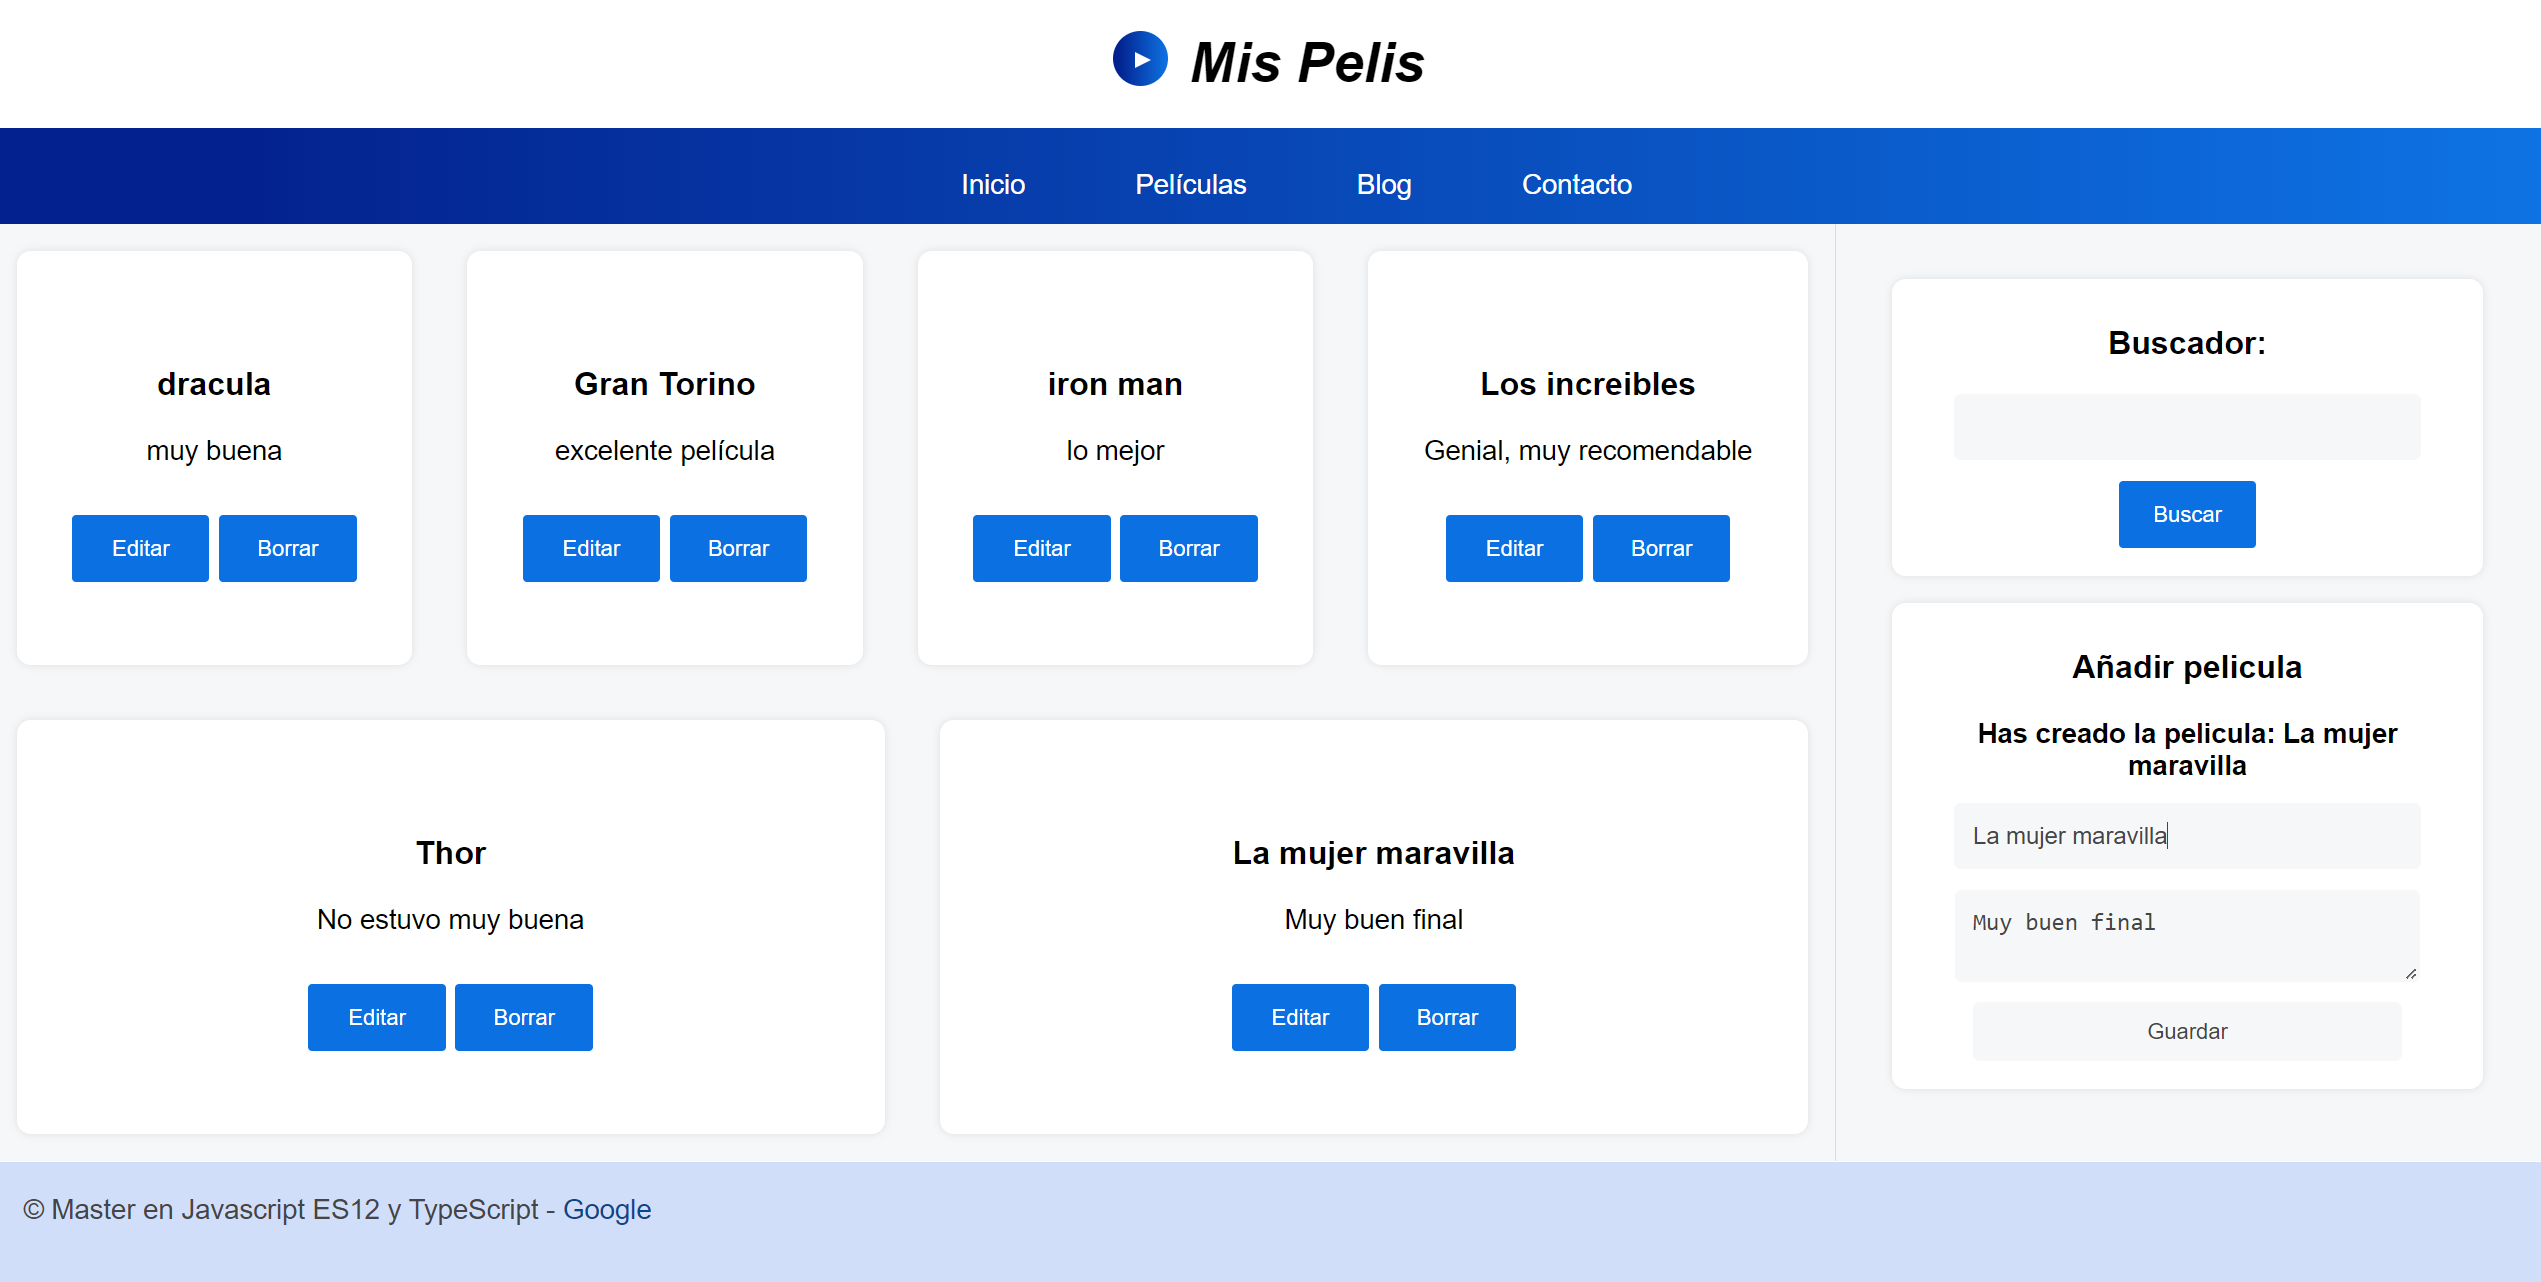 Mis Pelis
Inicio Películas Blog Contacto
dracula
muy buena
Editar Borrar
Gran Torino
excelente película
Editar Borrar
iron man
lo mejor
Editar Borrar
Los increibles
Genial, muy recomendable
Editar Borrar
Thor
No estuvo muy buena
Editar Borrar
La mujer maravilla
Muy buen final
Editar Borrar
Buscador:
Buscar
Añadir pelicula
Has creado la pelicula: La mujer
maravilla
La mujer maravilla
Muy buen final
Guardar
© Master en Javascript ES12 y TypeScript - Google